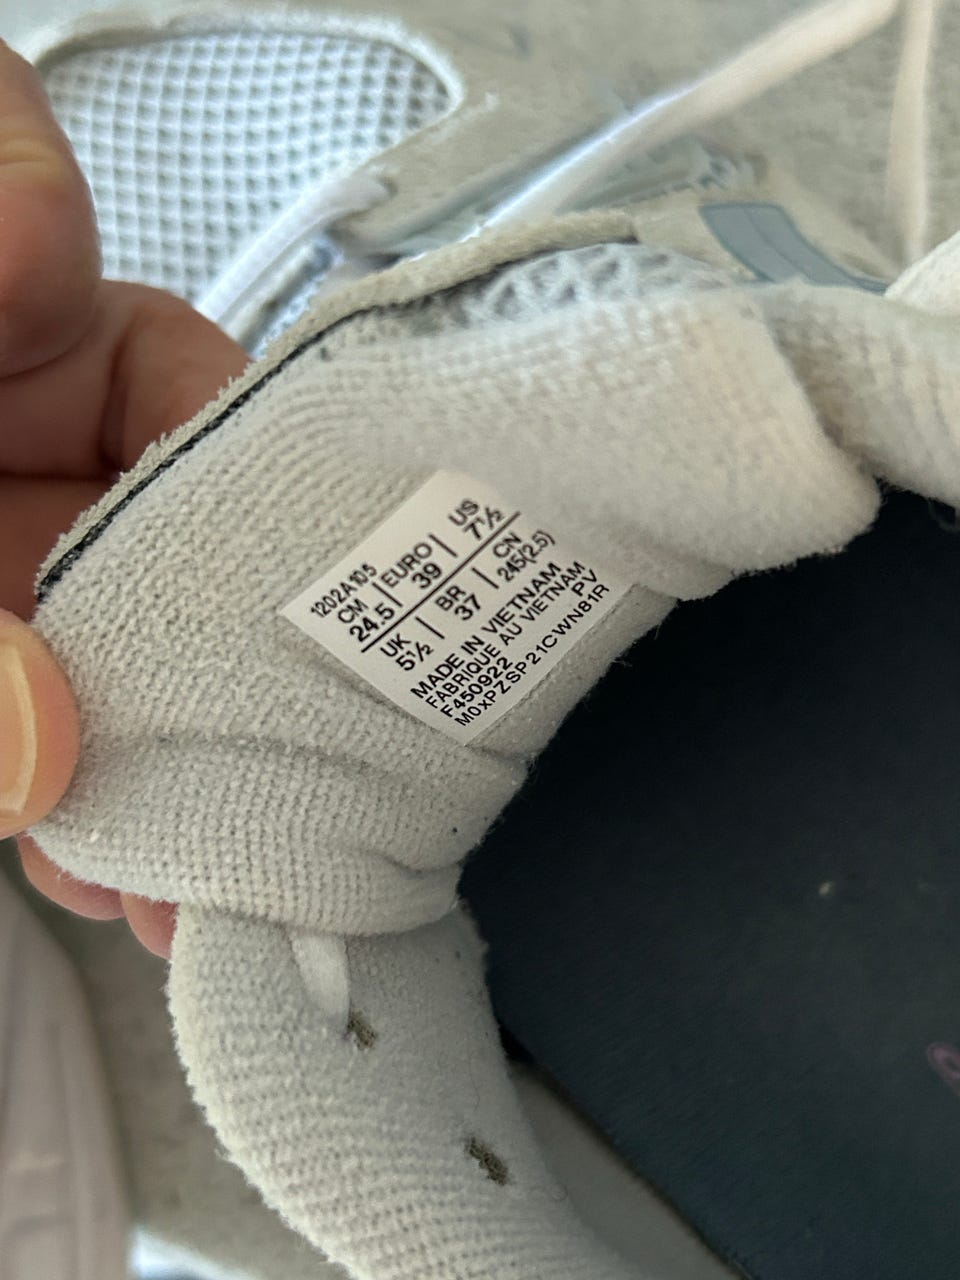 1202A105
CM | EURO | US
24.5 | 39 | 7½
UK | BR | CN
5½ | 37 | 245(2.5)
MADE IN VIETNAM
FABRIQUE AU VIETNAM
F450922 PV
M0xPZSP21CWN81R